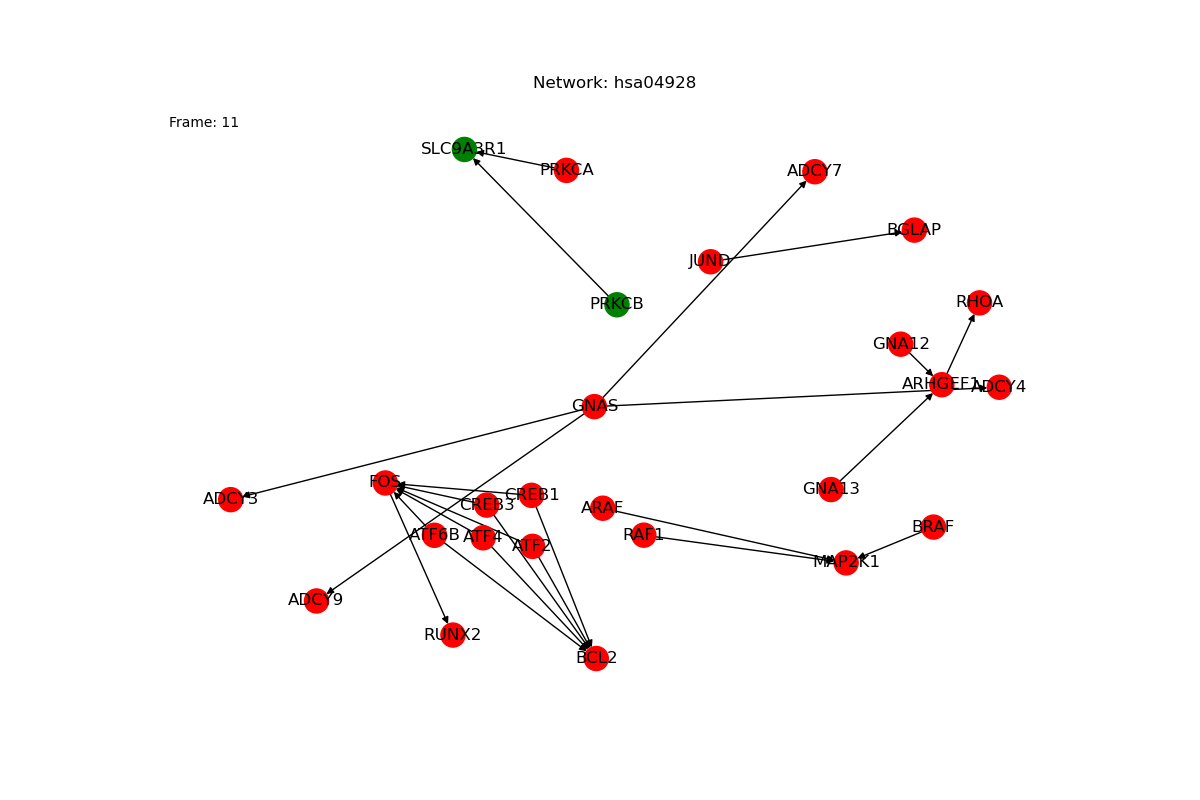 Network: hsa04928
Frame: 11
SLC9A3R1
PRKCA
ADCY7
BGLAP
JUND
RHOA
PRKCB
GNA12
ARHGEF1
ADCY4
GNAS
FOS
ADCY3
CREB1
CREB3
GNA13
ARAF
BRAF
ATF6B
ATF4
ATF2
RAF1
MAP2K1
ADCY9
RUNX2
BCL2